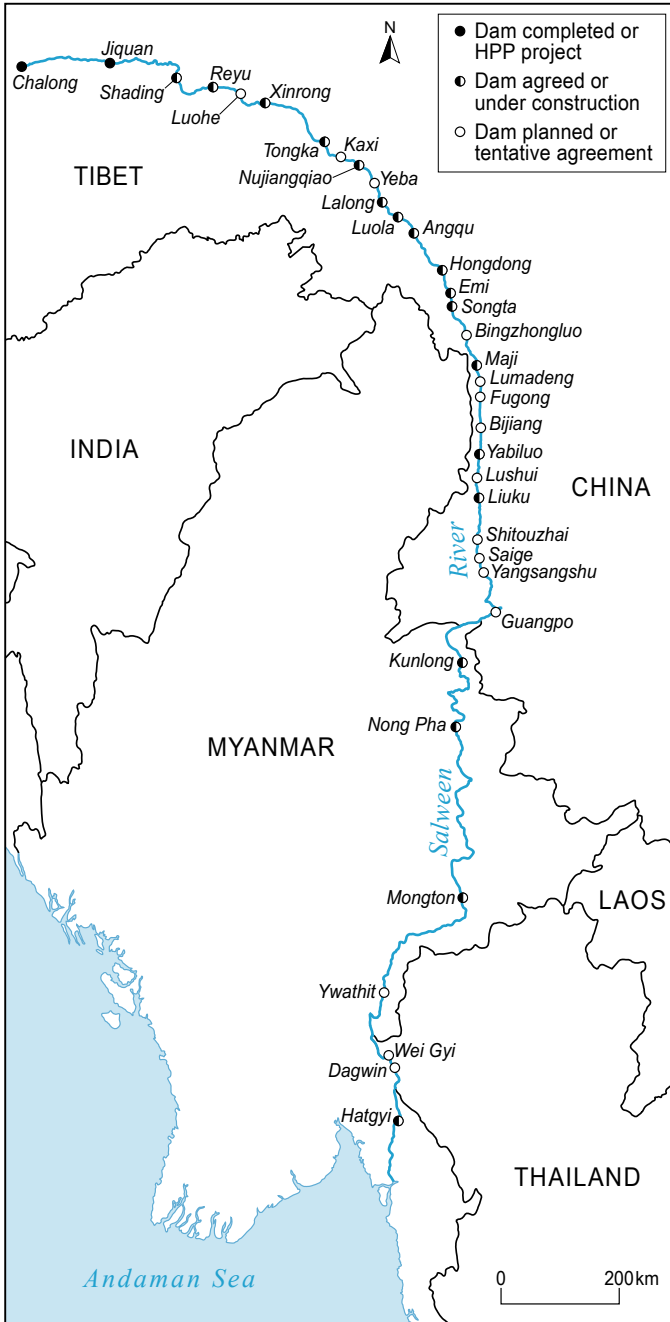 N
Dam completed or
HPP project
Dam agreed or
under construction
Dam planned or
tentative agreement
Jiquan
Chalong
Shading
Reyu
Luohe
Xinrong
Tongka
Kaxi
TIBET
Nujiangqiao
Yeba
Lalong
Luola
Angqu
Hongdong
Emi
Songta
Bingzhongluo
Maji
Lumadeng
Fugong
Bijiang
INDIA
Yabiluo
Lushui
CHINA
Liuku
Shitouzhai
River
Saige
Yangsangshu
Guangpo
Kunlong
Nong Pha
MYANMAR
Salween
Mongton
LAOS
Ywathit
Wei Gyi
Dagwin
Hatgyi
THAILAND
Andaman Sea
0 200km